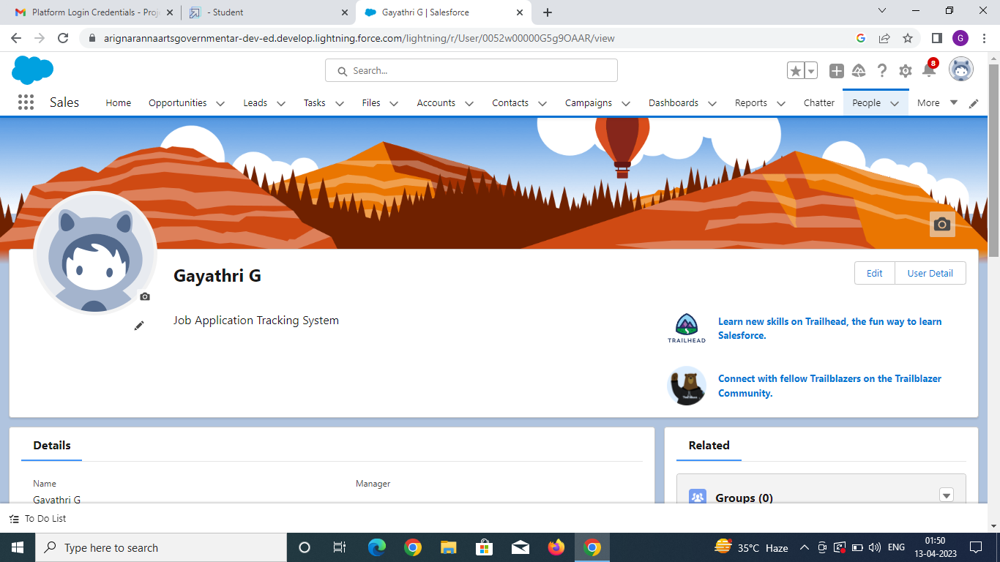 Platform Login Credentials - Proj
- Student
Gayathri G | Salesforce
arignarannaartsgovernmentar-dev-ed.develop.lightning.force.com/lightning/r/User/0052w00000G5g9OAAR/view
G
Search...
8
Sales
Home
Opportunities
Leads
Tasks
Files
Accounts
Contacts
Campaigns
Dashboards
Reports
Chatter
People
More
Gayathri G
Edit
User Detail
Job Application Tracking System
TRAILHEAD
Learn new skills on Trailhead, the fun way to learn
Salesforce.
Connect with fellow Trailblazers on the Trailblazer
Community.
Details
Related
Name
Manager
Gayathri G
Groups (0)
To Do List
Type here to search
35°C Haze
ENG
01:50
13-04-2023